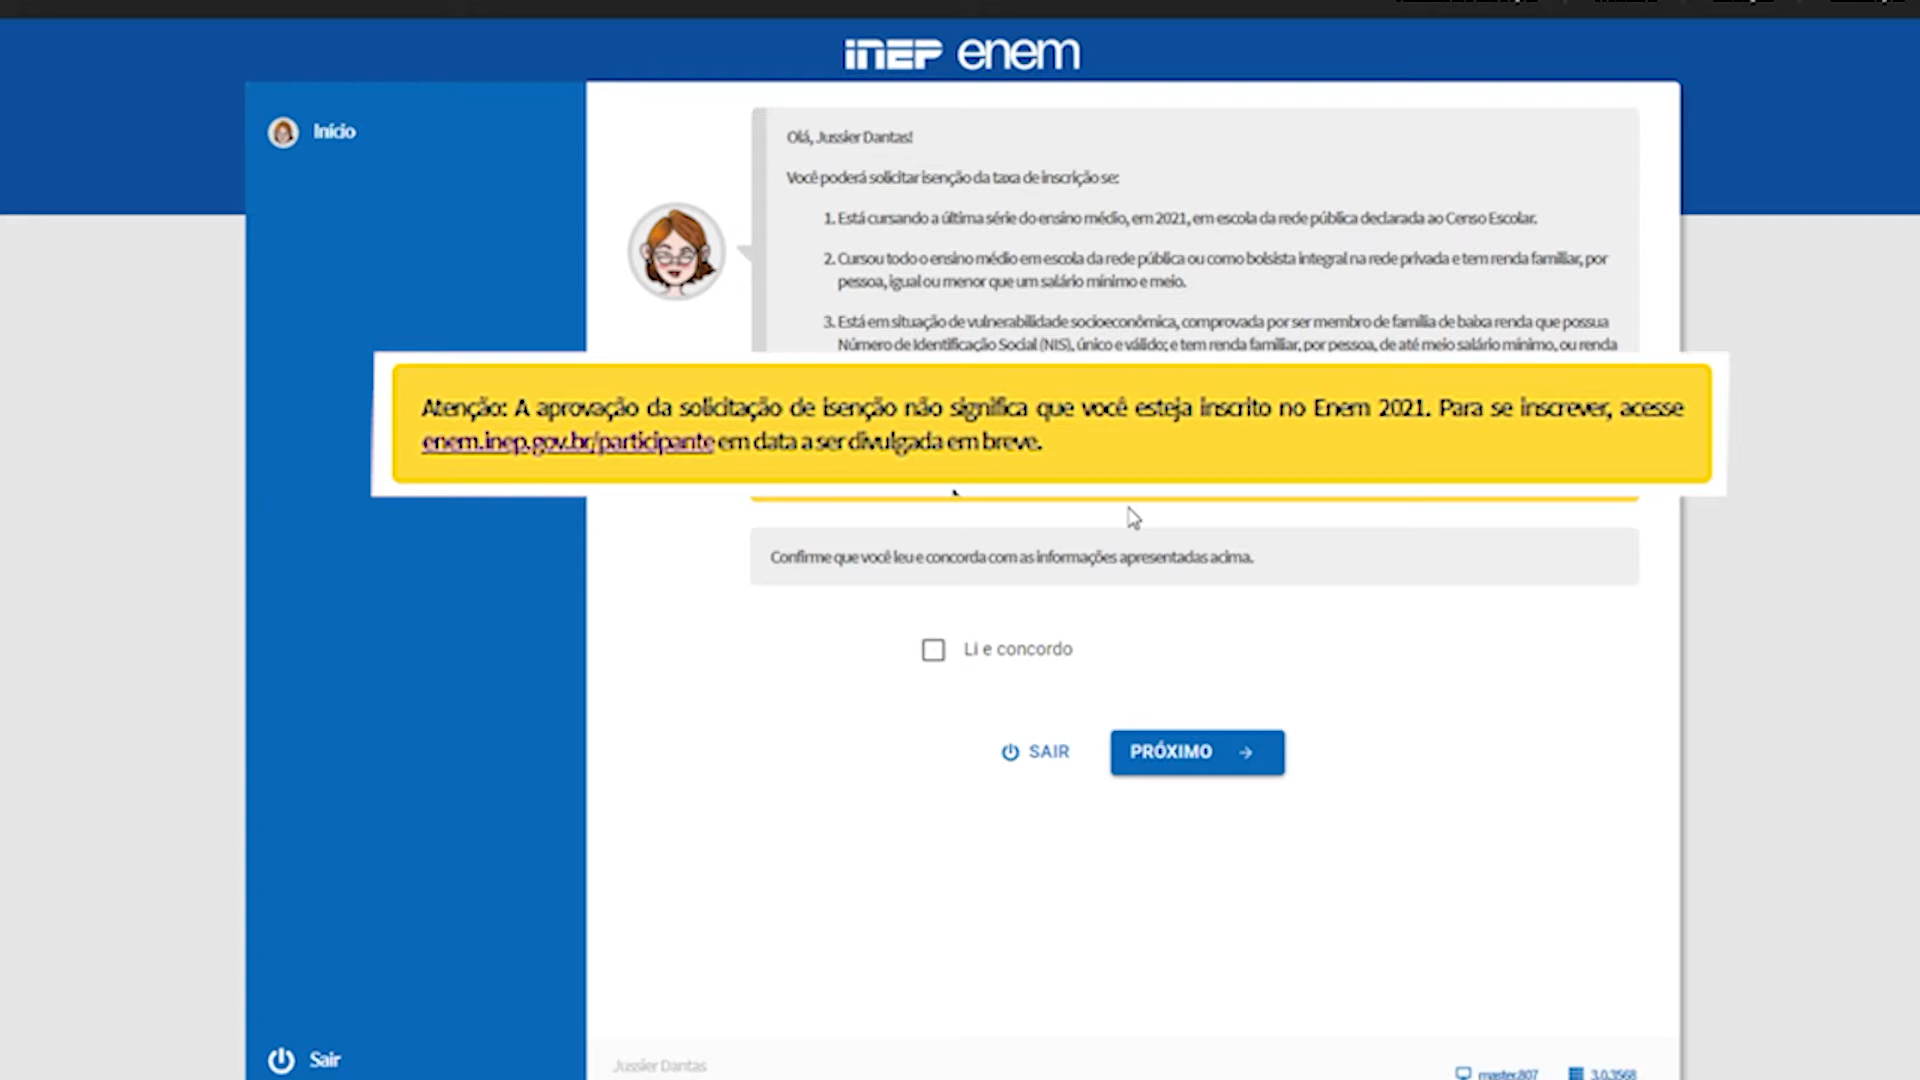 inep enem
Início
Olá, Jussier Dantas!
Você poderá solicitar isenção da taxa de inscrição se:
1. Está cursando a última série do ensino médio, em 2021, em escola da rede pública declarada ao Censo Escolar.
2. Cursou todo o ensino médio em escola da rede pública ou como bolsista integral na rede privada e tem renda familiar, por
pessoa, igual ou menor que um salário mínimo e meio.
3. Está em situação de vulnerabilidade socioeconômica, comprovada por ser membro de família de baixa renda que possua
Número de Identificação Social (NIS), único e válido; e tem renda familiar, por pessoa, de até meio salário mínimo, ou renda
Atenção: A aprovação da solicitação de isenção não significa que você esteja inscrito no Enem 2021. Para se inscrever, acesse
enem.inep.gov.br/participante em data a ser divulgada em breve.
Confirme que você leu e concorda com as informações apresentadas acima.
Li e concordo
SAIR
PRÓXIMO
Sair
Jussier Dantas
master.807
3.0.3568